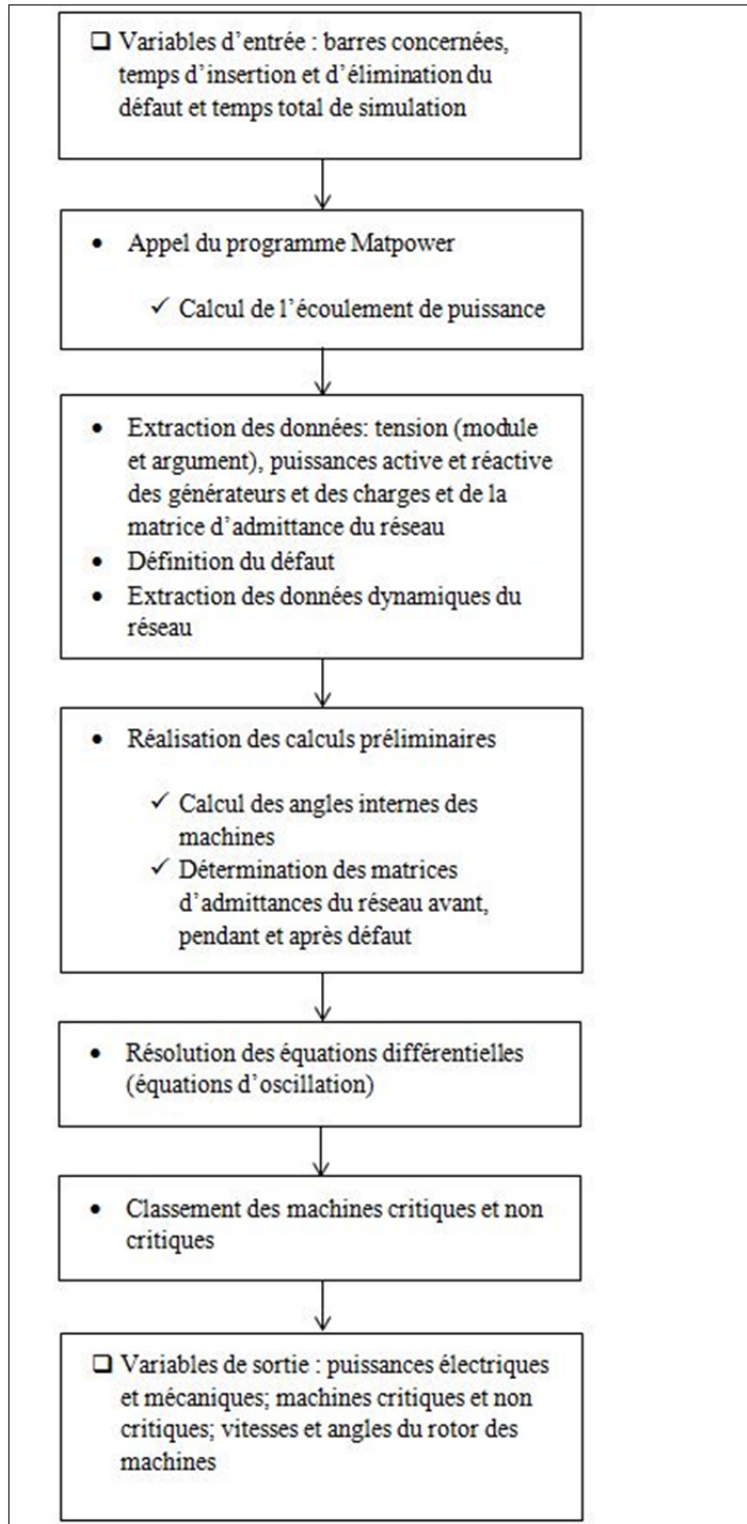 ❑ Variables d’entrée : barres concernées,
temps d’insertion et d’élimination du
défaut et temps total de simulation
• Appel du programme Matpower
✓ Calcul de l’écoulement de puissance
• Extraction des données: tension (module
et argument), puissances active et réactive
des générateurs et des charges et de la
matrice d’admittance du réseau
• Définition du défaut
• Extraction des données dynamiques du
réseau
• Réalisation des calculs préliminaires
✓ Calcul des angles internes des
machines
✓ Détermination des matrices
d’admittances du réseau avant,
pendant et après défaut
• Résolution des équations différentielles
(équations d’oscillation)
• Classement des machines critiques et non
critiques
❑ Variables de sortie : puissances électriques
et mécaniques; machines critiques et non
critiques; vitesses et angles du rotor des
machines